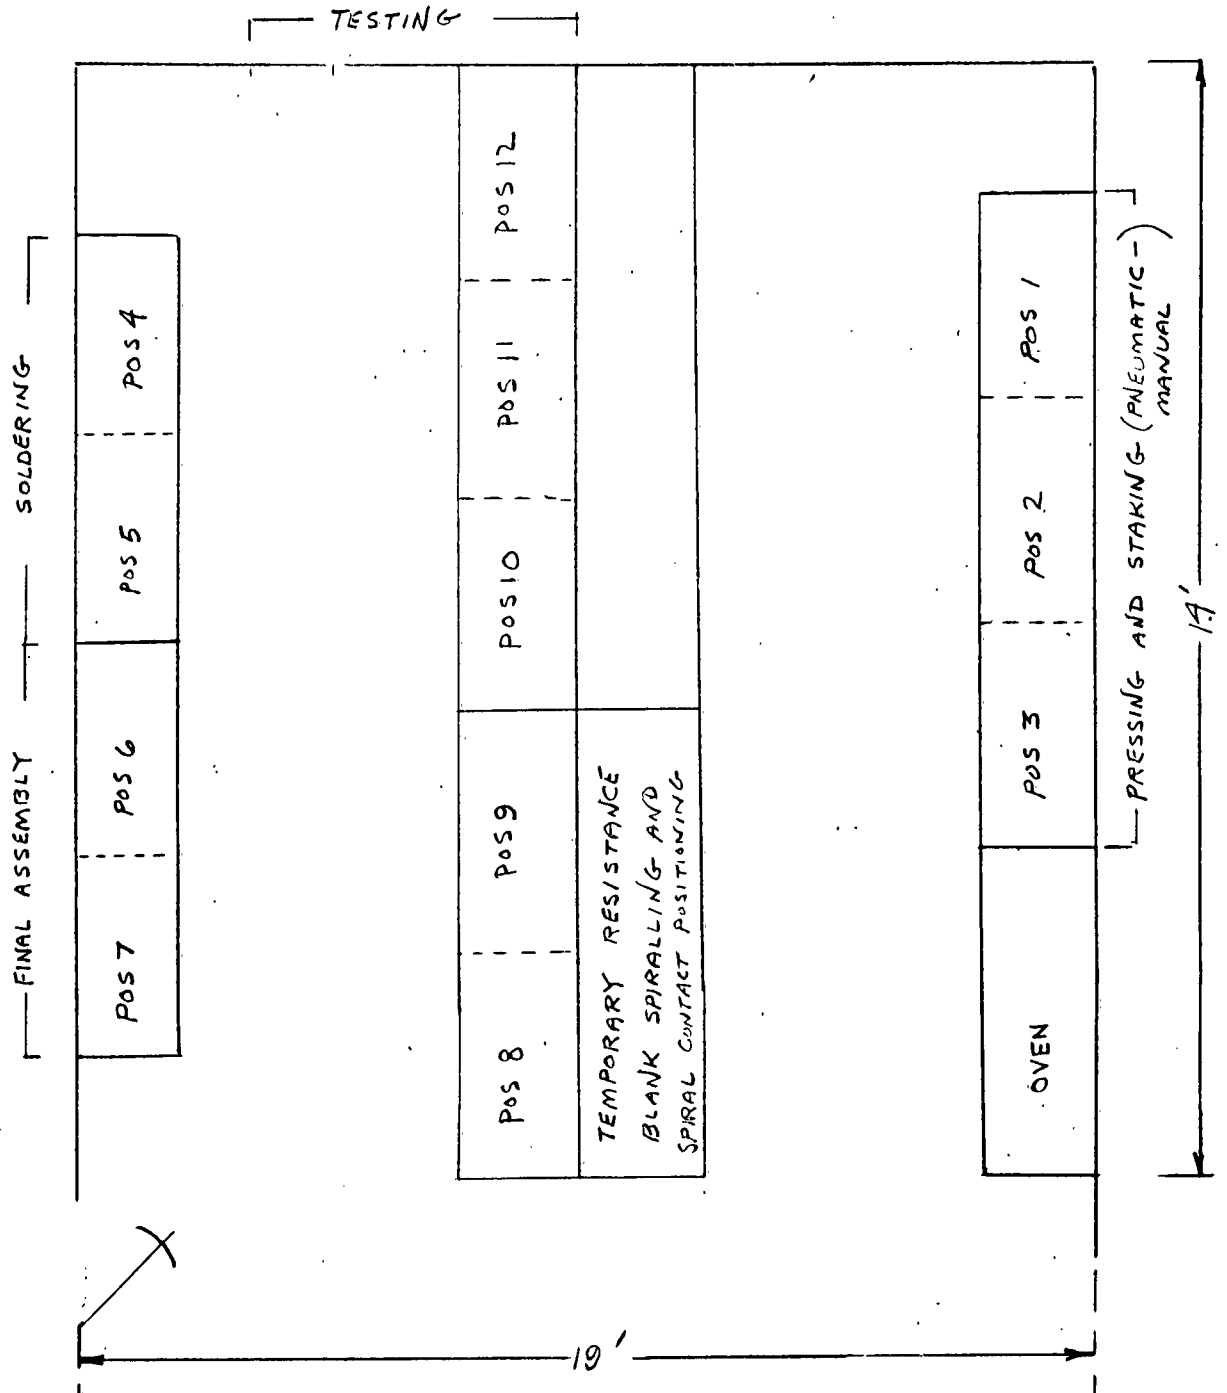 TESTING
SOLDERING
FINAL ASSEMBLY
POS 4
POS 5
POS 6
POS 7
POS 12
POS 11
POS 10
POS 9
POS 8
TEMPORARY RESISTANCE
BLANK SPIRALLING AND
SPIRAL CONTACT POSITIONING
POS 1
POS 2
POS 3
OVEN
PRESSING AND STAKING (PNEUMATIC-)
MANUAL
14'
19'